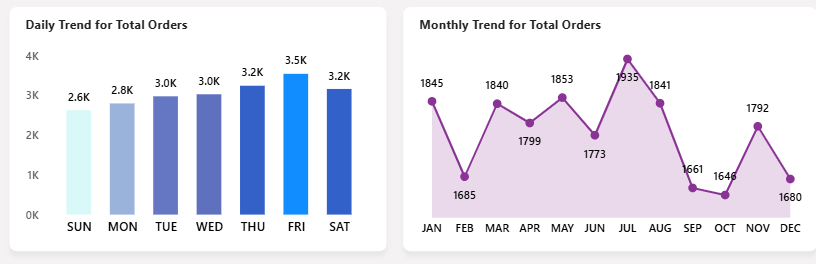 Daily Trend for Total Orders
4K
3K
2K
1K
0K
2.6K
2.8K
3.0K
3.0K
3.2K
3.5K
3.2K
SUN MON TUE WED THU FRI SAT
Monthly Trend for Total Orders
1845
1685
1840
1799
1853
1773
1935
1841
1661
1646
1792
1680
JAN FEB MAR APR MAY JUN JUL AUG SEP OCT NOV DEC